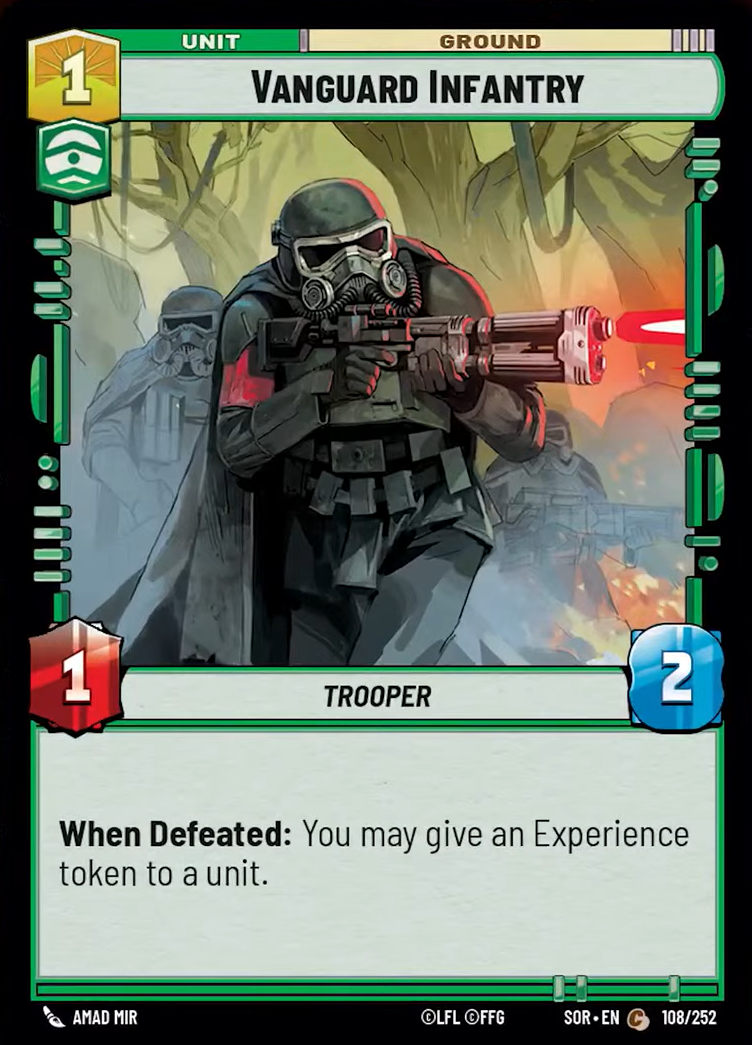 UNIT
GROUND
1
VANGUARD INFANTRY
1
TROOPER
2
When Defeated: You may give an Experience
token to a unit.
AMAD MIR
©LFL ©FFG
SOR • EN
C
108/252